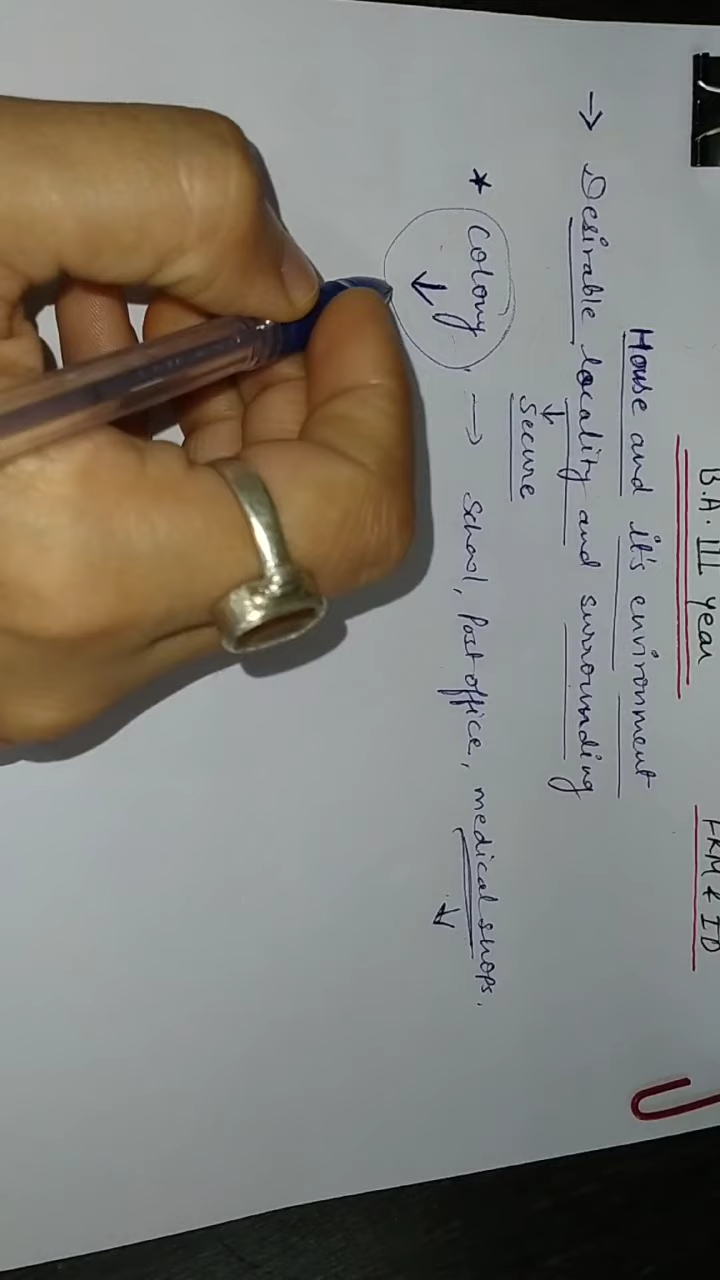 B.A. III year
FRM & ID
House and it's environment
→ Desirable locality and surrounding
↓
Secure
* Colony, → School, Post office, medical shops,
↓ ↓